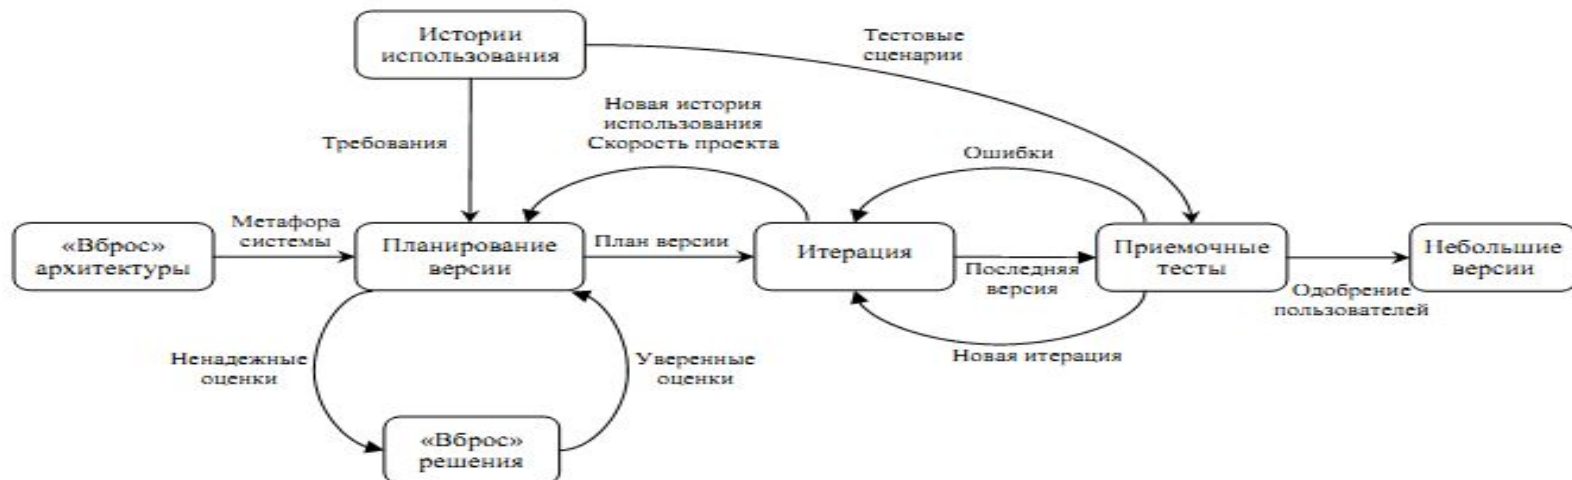 Истории
использования
Тестовые
сценарии
Новая история
использования
Скорость проекта
Требования
Ошибки
«Вброс»
архитектуры
Метафора
системы
Планирование
версии
План версии
Итерация
Последняя
версия
Приемочные
тесты
Одобрение
пользователей
Небольшие
версии
Ненадежные
оценки
Уверенные
оценки
Новая итерация
«Вброс»
решения